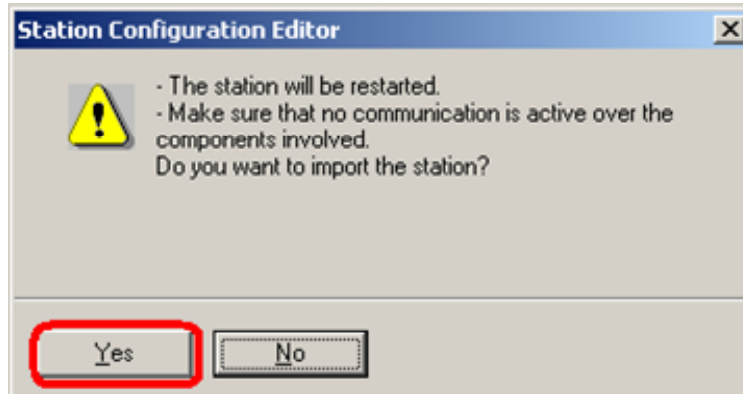 Station Configuration Editor
- The station will be restarted.
- Make sure that no communication is active over the
components involved.
Do you want to import the station?
Yes No